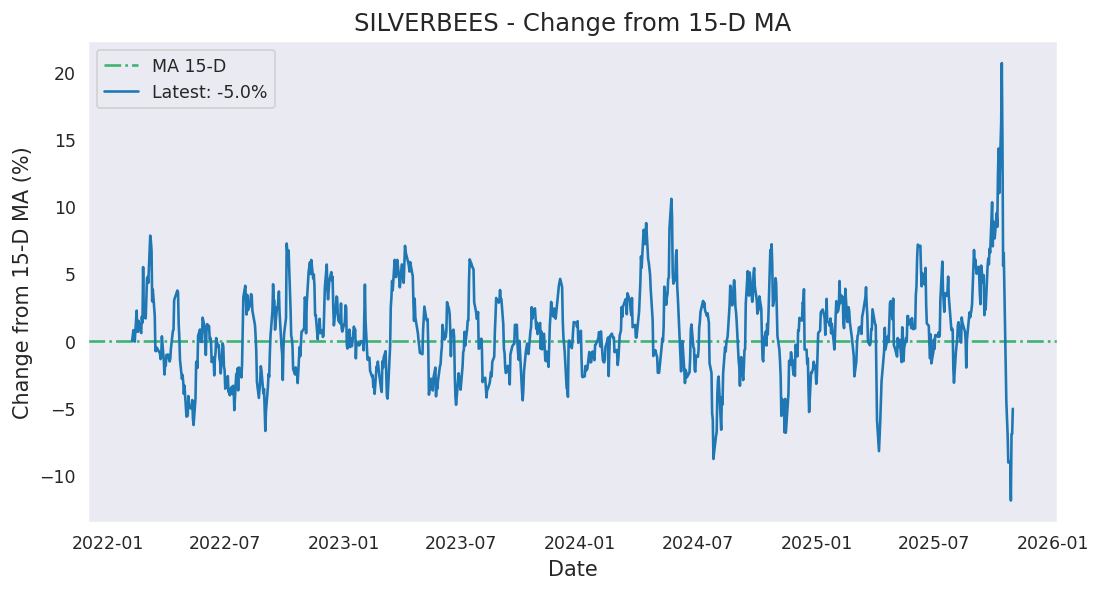 SILVERBEES - Change from 15-D MA
MA 15-D
Latest: -5.0%
Change from 15-D MA (%)
20
15
10
5
0
−5
−10
2022-01 2022-07 2023-01 2023-07 2024-01 2024-07 2025-01 2025-07 2026-01
Date